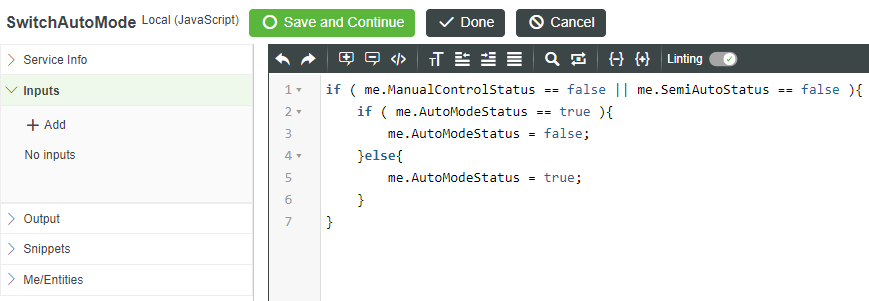 SwitchAutoMode Local (JavaScript) Save and Continue Done Cancel
Service Info
Inputs
Add
No inputs
Output
Snippets
Me/Entities
Linting
1 if ( me.ManualControlStatus == false || me.SemiAutoStatus == false ){
2 if ( me.AutoModeStatus == true ){
3 me.AutoModeStatus = false;
4 }else{
5 me.AutoModeStatus = true;
6 }
7 }